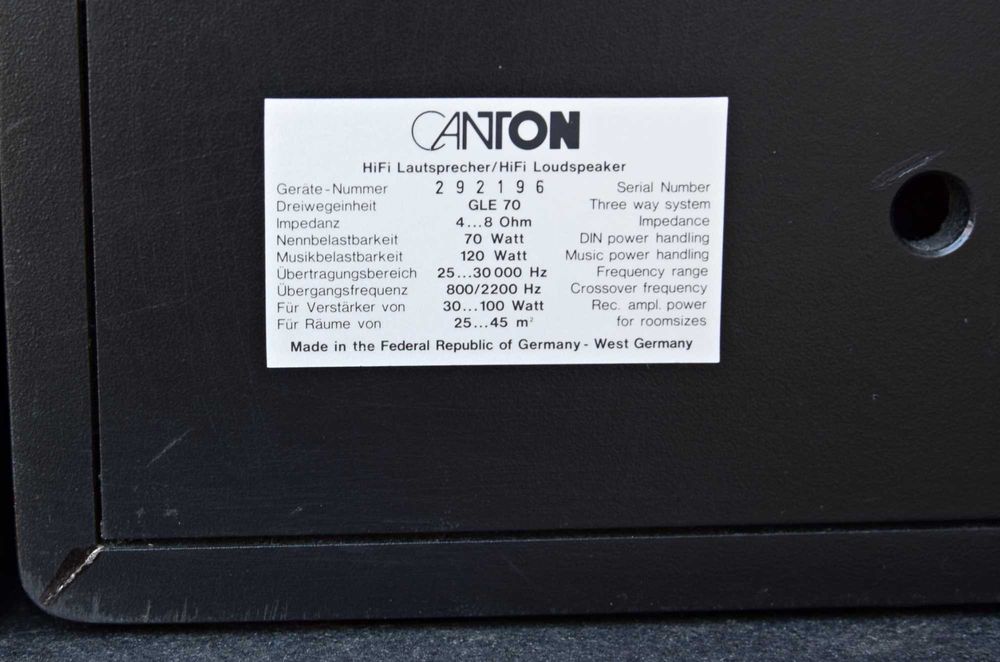 CANTON
HiFi Lautsprecher/HiFi Loudspeaker
Geräte-Nummer 292196 Serial Number
Dreiwegeinheit GLE 70 Three way system
Impedanz 4...8 Ohm Impedance
Nennbelastbarkeit 70 Watt DIN power handling
Musikbelastbarkeit 120 Watt Music power handling
Übertragungsbereich 25...30 000 Hz Frequency range
Übergangsfrequenz 800/2200 Hz Crossover frequency
Für Verstärker von 30...100 Watt Rec. ampl. power
Für Räume von 25...45 m² for roomsizes
Made in the Federal Republic of Germany - West Germany